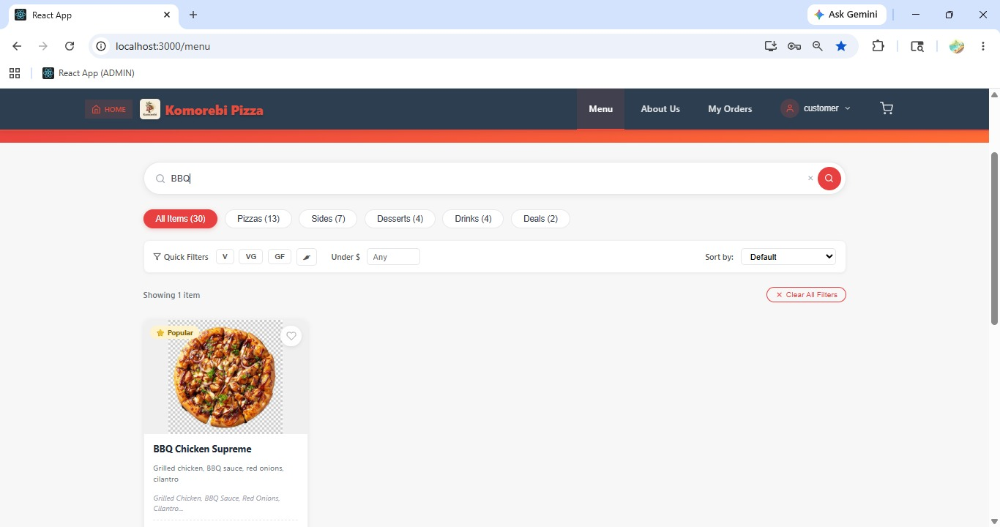 React App
Ask Gemini
localhost:3000/menu
React App (ADMIN)
HOME
Komorebi
Komorebi Pizza
Menu
About Us
My Orders
customer
BBQ
All Items (30)
Pizzas (13)
Sides (7)
Desserts (4)
Drinks (4)
Deals (2)
Quick Filters
V
VG
GF
Under $
Any
Sort by:
Default
Showing 1 item
× Clear All Filters
Popular
BBQ Chicken Supreme
Grilled chicken, BBQ sauce, red onions,
cilantro
Grilled Chicken, BBQ Sauce, Red Onions,
Cilantro...